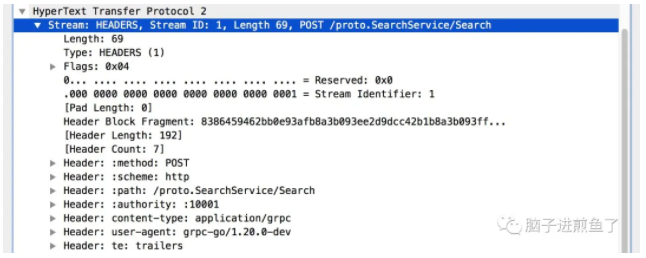 HyperText Transfer Protocol 2
Stream: HEADERS, Stream ID: 1, Length 69, POST /proto.SearchService/Search
Length: 69
Type: HEADERS (1)
Flags: 0x04
0... .... .... .... .... .... .... .... = Reserved: 0x0
.000 0000 0000 0000 0000 0000 0000 0001 = Stream Identifier: 1
[Pad Length: 0]
Header Block Fragment: 8386459462bb0e93afb8a3b093ee2d9dcc42b1b8a3b093ff...
[Header Length: 192]
[Header Count: 7]
Header: :method: POST
Header: :scheme: http
Header: :path: /proto.SearchService/Search
Header: :authority: :10001
Header: content-type: application/grpc
Header: user-agent: grpc-go/1.20.0-dev
Header: te: trailers
脑子进煎鱼了